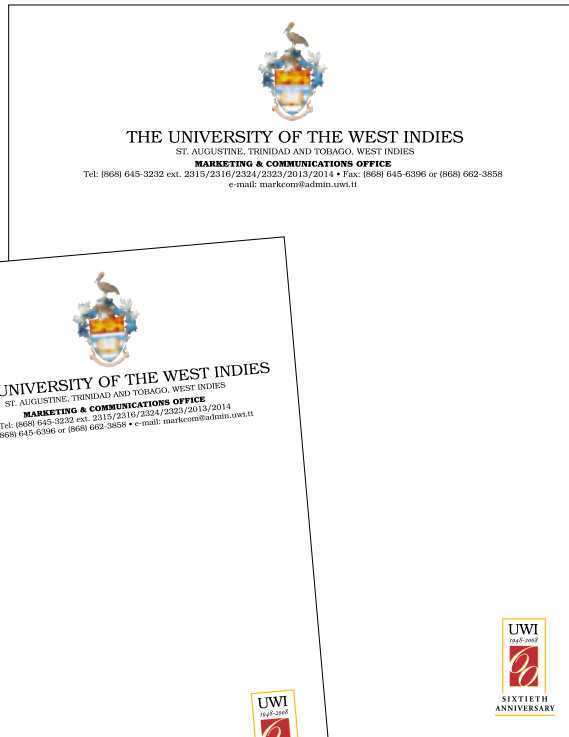 THE UNIVERSITY OF THE WEST INDIES
ST. AUGUSTINE, TRINIDAD AND TOBAGO, WEST INDIES
MARKETING & COMMUNICATIONS OFFICE
Tel: (868) 645-3232 ext. 2315/2316/2324/2323/2013/2014 • Fax: (868) 645-6396 or (868) 662-3858
e-mail: markcom@admin.uwi.tt
UNIVERSITY OF THE WEST INDIES
ST. AUGUSTINE, TRINIDAD AND TOBAGO, WEST INDIES
MARKETING & COMMUNICATIONS OFFICE
Tel: (868) 645-3232 ext. 2315/2316/2324/2323/2013/2014
868) 645-6396 or (868) 662-3858 • e-mail: markcom@admin.uwi.tt
UWI
1948-2008
60
SIXTIETH
ANNIVERSARY
UWI
1948-2008